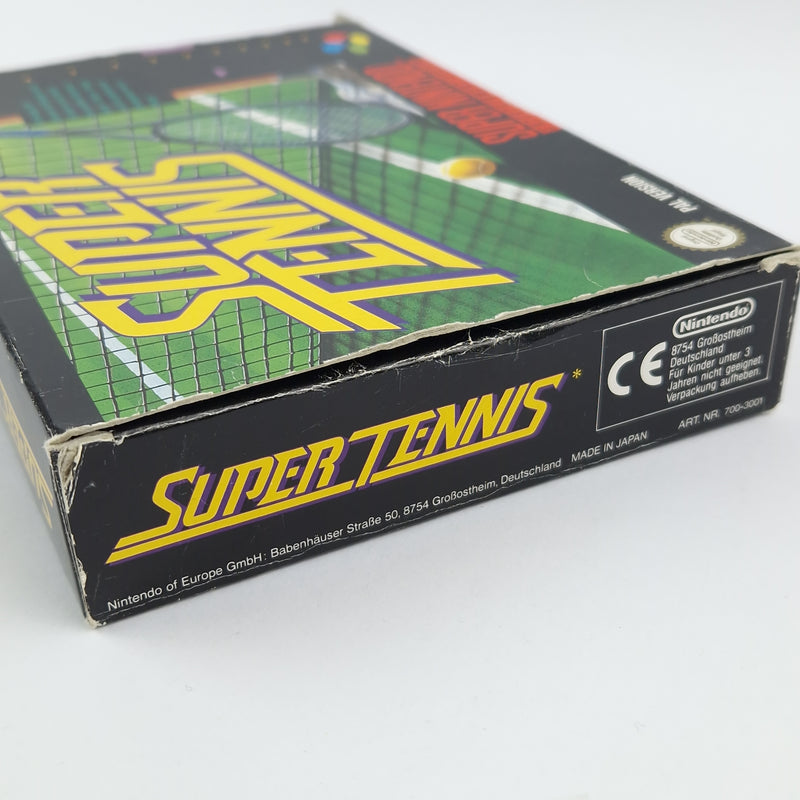 SUPER
TENNIS
SUPER NINTENDO
PAL VERSION
SUPER TENNIS*
Nintendo of Europe GmbH: Babenhäuser Straße 50, 8754 Großostheim, Deutschland MADE IN JAPAN ART. NR. 700-3001
CE
Nintendo
8754 Großostheim
Deutschland
Für Kinder unter 3
Jahren nicht geeignet.
Verpackung aufheben.